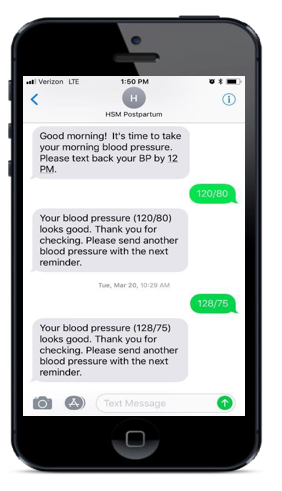 Verizon LTE 1:50 PM
H
HSM Postpartum
Good morning! It's time to take
your morning blood pressure.
Please text back your BP by 12
PM.
120/80
Your blood pressure (120/80)
looks good. Thank you for
checking. Please send another
blood pressure with the next
reminder.
Tue, Mar 20, 10:29 AM
128/75
Your blood pressure (128/75)
looks good. Thank you for
checking. Please send another
blood pressure with the next
reminder.
Text Message